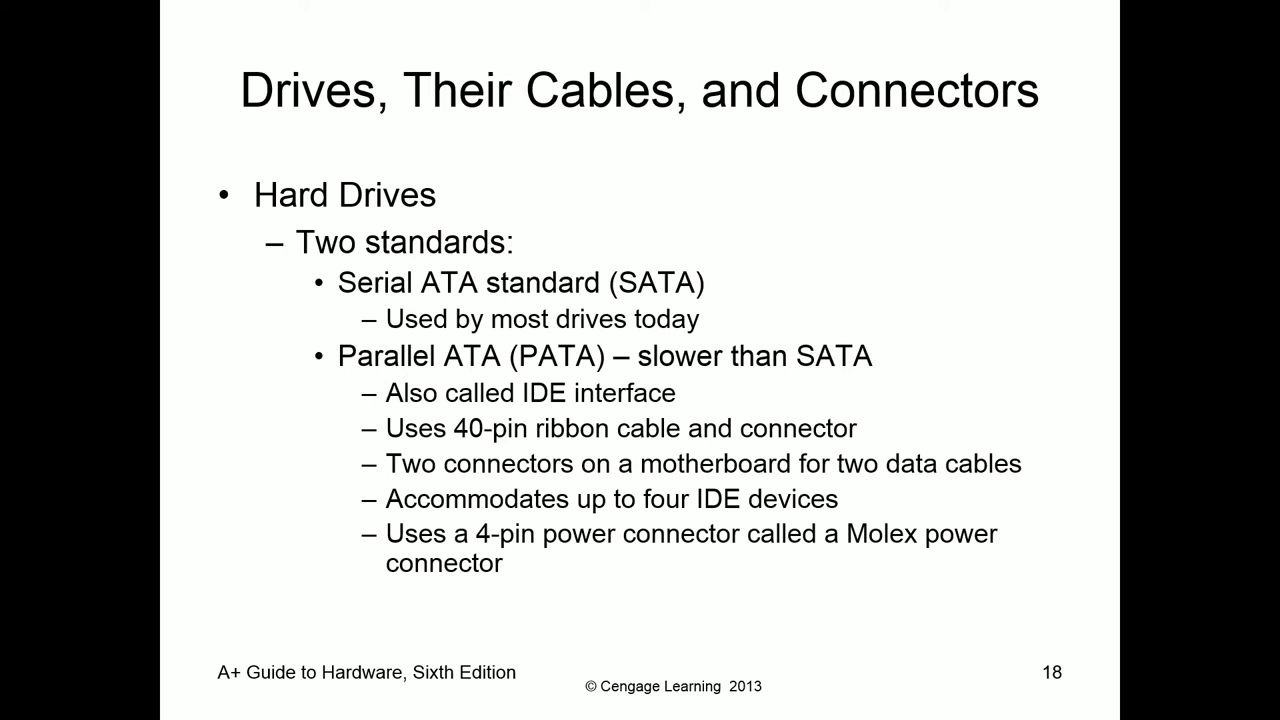 Drives, Their Cables, and Connectors
• Hard Drives
– Two standards:
• Serial ATA standard (SATA)
– Used by most drives today
• Parallel ATA (PATA) – slower than SATA
– Also called IDE interface
– Uses 40-pin ribbon cable and connector
– Two connectors on a motherboard for two data cables
– Accommodates up to four IDE devices
– Uses a 4-pin power connector called a Molex power
connector
A+ Guide to Hardware, Sixth Edition
© Cengage Learning 2013
18